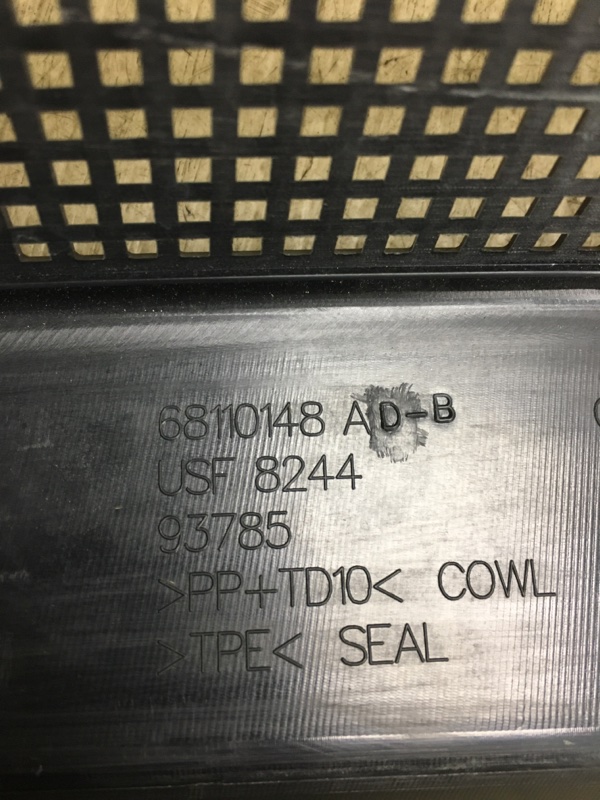 68110148 AD-B
USF 8244
93785
>PP+TD10< COWL
>TPE< SEAL